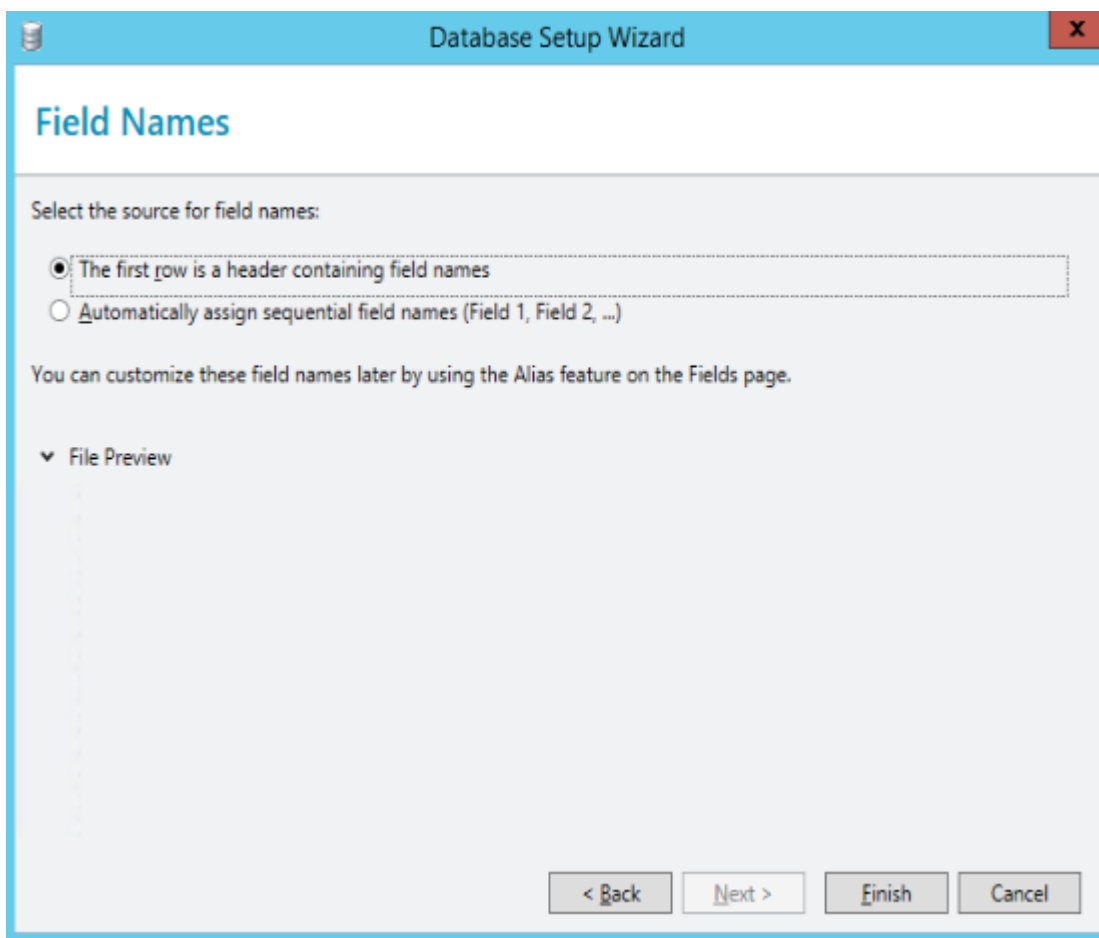 Database Setup Wizard
x
Field Names
Select the source for field names:
The first row is a header containing field names
Automatically assign sequential field names (Field 1, Field 2, ...)
You can customize these field names later by using the Alias feature on the Fields page.
File Preview
< Back Next > Finish Cancel